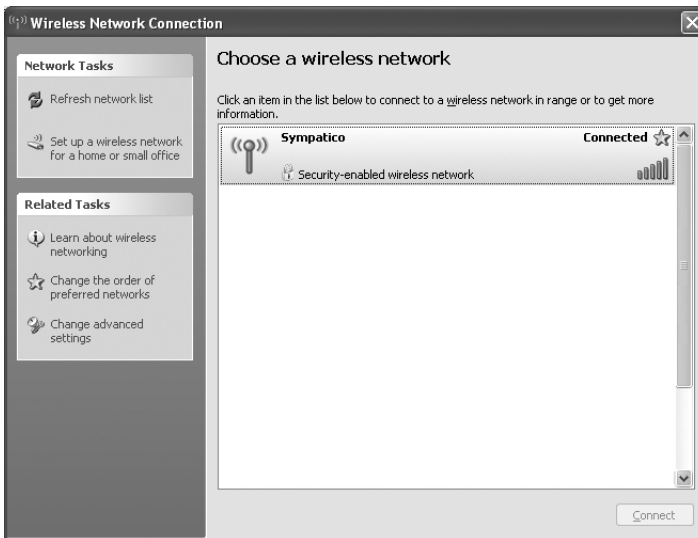 Wireless Network Connection
Network Tasks
Refresh network list
Set up a wireless network
for a home or small office
Related Tasks
Learn about wireless
networking
Change the order of
preferred networks
Change advanced
settings
Choose a wireless network
Click an item in the list below to connect to a wireless network in range or to get more
information.
Sympatico
Connected
Security-enabled wireless network
Connect